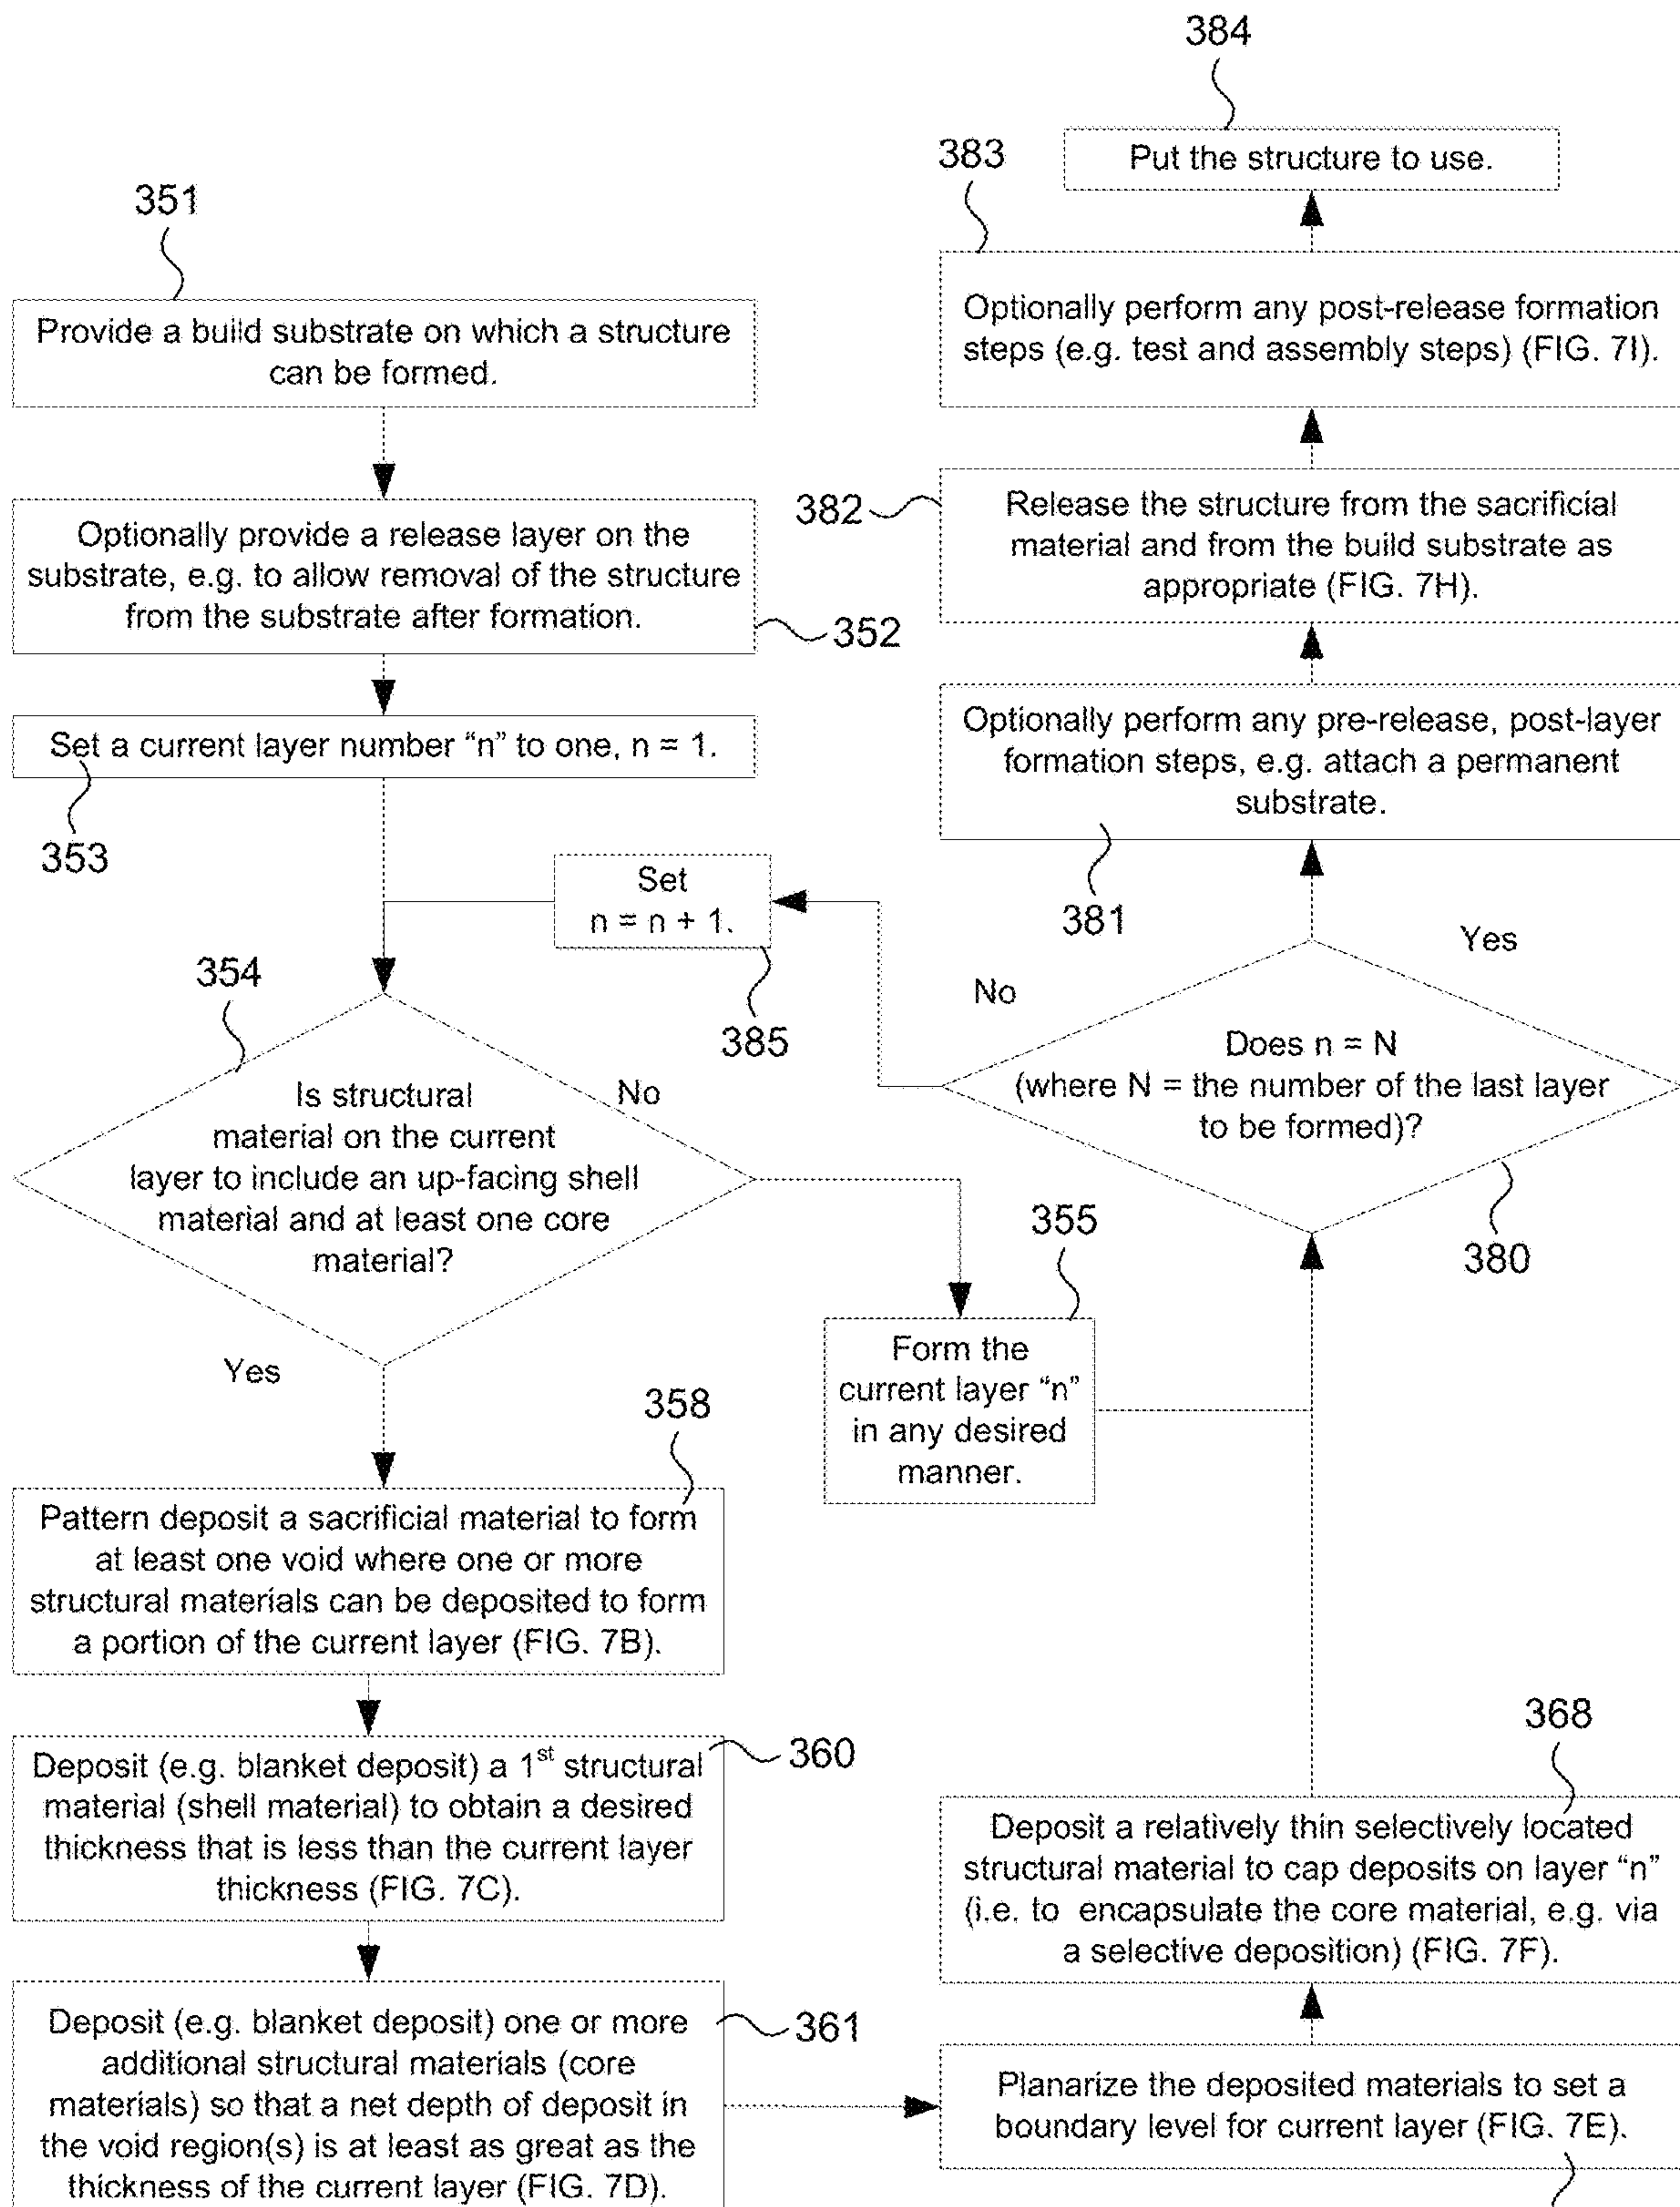 351
Provide a build substrate on which a structure
can be formed.
Optionally provide a release layer on the
substrate, e.g. to allow removal of the structure
from the substrate after formation.
352
Set a current layer number “n” to one, n = 1.
353
Set
n = n + 1.
385
354
Is structural
material on the current
layer to include an up-facing shell
material and at least one core
material?
No
Yes
355
Form the
current layer “n”
in any desired
manner.
358
Pattern deposit a sacrificial material to form
at least one void where one or more
structural materials can be deposited to form
a portion of the current layer (FIG. 7B).
360
Deposit (e.g. blanket deposit) a 1st structural
material (shell material) to obtain a desired
thickness that is less than the current layer
thickness (FIG. 7C).
361
Deposit (e.g. blanket deposit) one or more
additional structural materials (core
materials) so that a net depth of deposit in
the void region(s) is at least as great as the
thickness of the current layer (FIG. 7D).
Planarize the deposited materials to set a
boundary level for current layer (FIG. 7E).
368
Deposit a relatively thin selectively located
structural material to cap deposits on layer “n”
(i.e. to encapsulate the core material, e.g. via
a selective deposition) (FIG. 7F).
380
Does n = N
(where N = the number of the last layer
to be formed)?
No
Yes
381
Optionally perform any pre-release, post-layer
formation steps, e.g. attach a permanent
substrate.
382
Release the structure from the sacrificial
material and from the build substrate as
appropriate (FIG. 7H).
383
Optionally perform any post-release formation
steps (e.g. test and assembly steps) (FIG. 7I).
384
Put the structure to use.